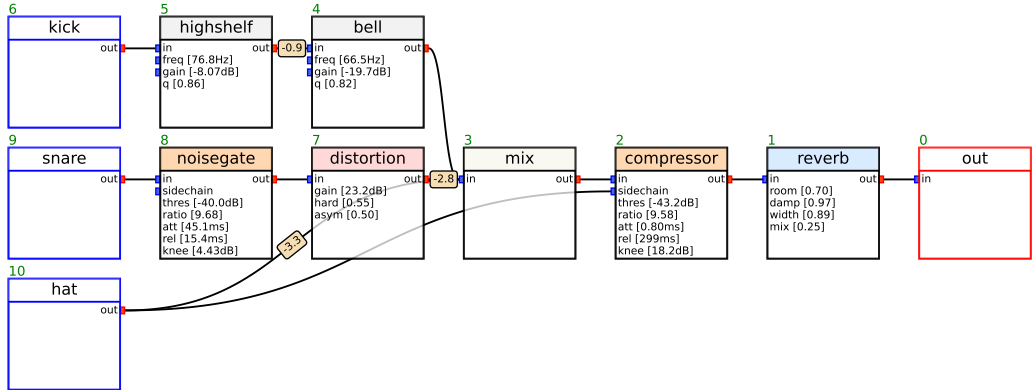 6
kick
out
5
highshelf
in out
freq [76.8Hz]
gain [-8.07dB]
q [0.86]
-0.9
4
bell
in out
freq [66.5Hz]
gain [-19.7dB]
q [0.82]
9
snare
out
8
noisegate
in out
sidechain
thres [-40.0dB]
ratio [9.68]
att [45.1ms]
rel [15.4ms]
knee [4.43dB]
7
distortion
in out
gain [23.2dB]
hard [0.55]
asym [0.50]
-2.8
-3.3
3
mix
in out
2
compressor
in out
sidechain
thres [-43.2dB]
ratio [9.58]
att [0.80ms]
rel [299ms]
knee [18.2dB]
1
reverb
in out
room [0.70]
damp [0.97]
width [0.89]
mix [0.25]
0
out
in
10
hat
out